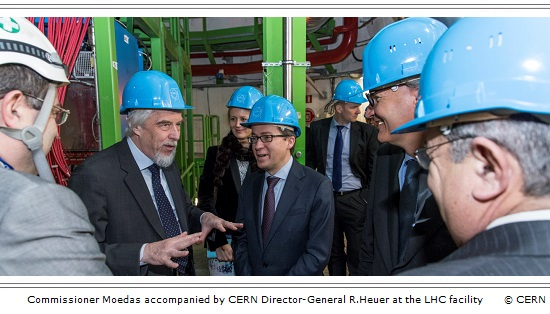 Commissioner Moedas accompanied by CERN Director-General R.Heuer at the LHC facility © CERN